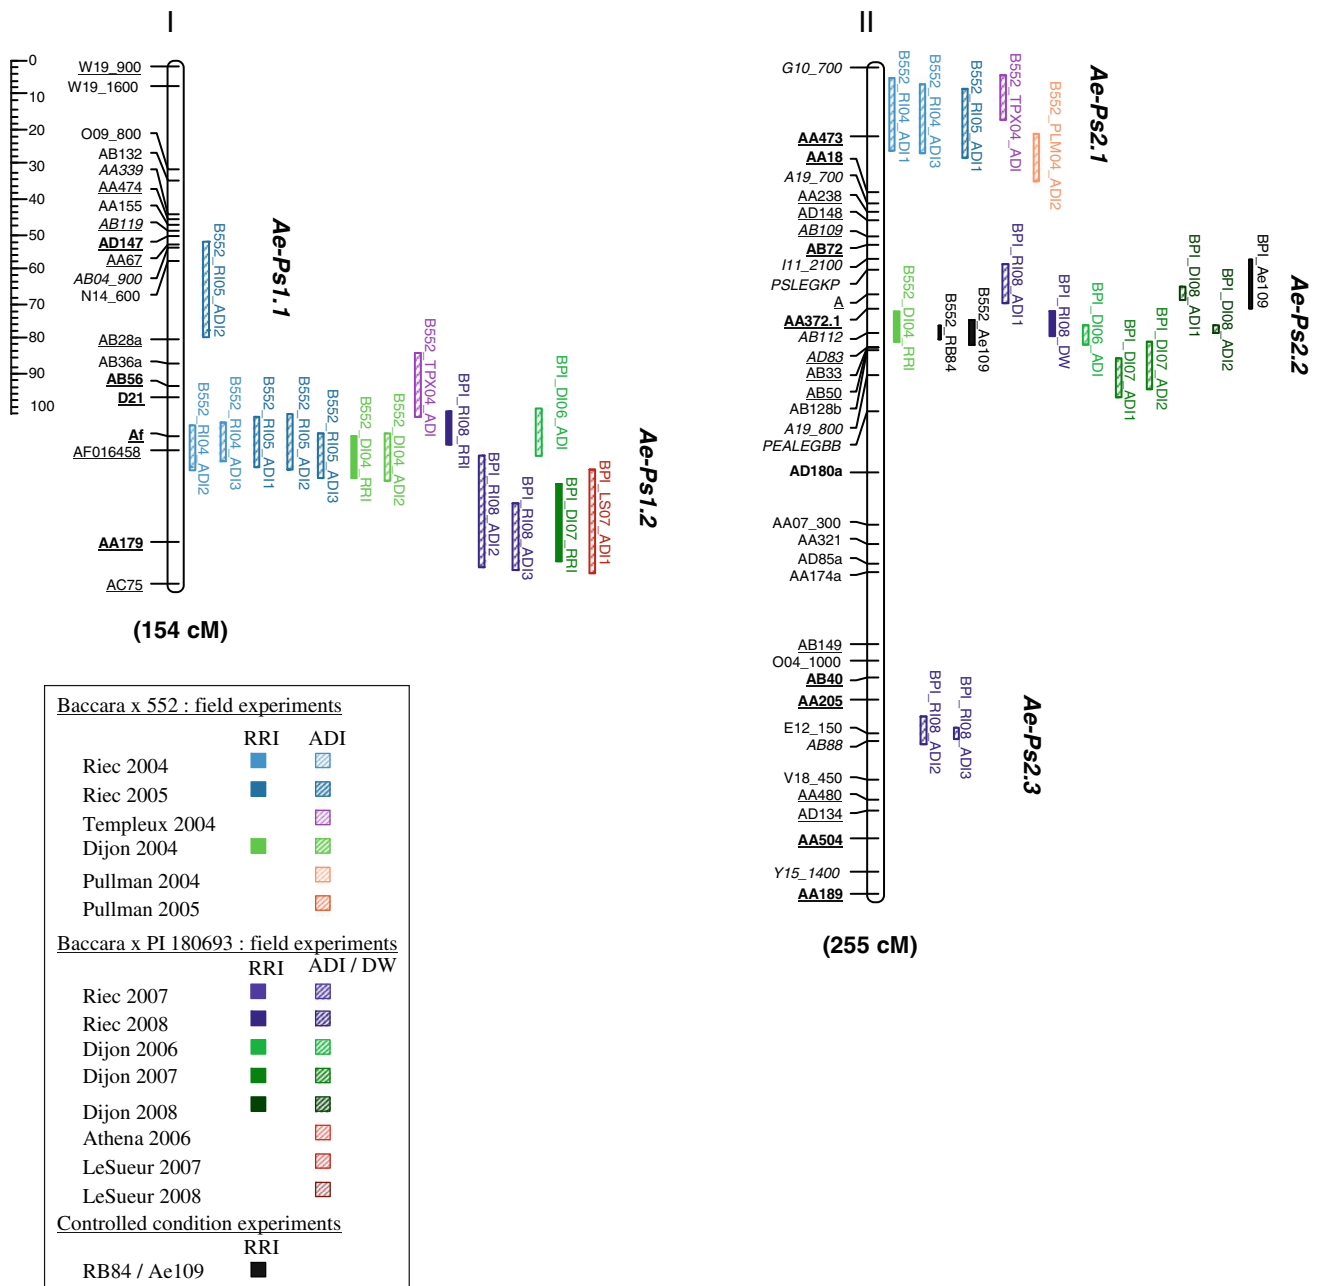 I
0
10
20
30
40
50
60
70
80
90
100
W19_900
W19_1600
O09_800
AB132
AA339
AA474
AA155
AB119
AD147
AA67
AB04_900
N14_600
AB28a
AB36a
AB56
D21
Af
AF016458
AA179
AC75
(154 cM)
B552_RI05_ADI2
Ae-Ps1.1
B552_RI04_ADI2
B552_RI04_ADI3
B552_RI05_ADI1
B552_RI05_ADI2
B552_RI05_ADI3
B552_DI04_RRI
B552_DI04_ADI2
B552_TPX04_ADI
BPI_RI08_RRI
BPI_RI08_ADI2
BPI_RI08_ADI3
BPI_DI06_ADI
BPI_DI07_RRI
BPI_LS07_ADI1
Ae-Ps1.2
II
G10_700
AA473
AA18
A19_700
AA238
AD148
AB109
AB72
I11_2100
PSLEGKP
A
AA372.1
AB112
AD83
AB33
AB50
AB128b
A19_800
PEALEGBB
AD180a
AA07_300
AA321
AD85a
AA174a
AB149
O04_1000
AB40
AA205
E12_150
AB88
V18_450
AA480
AD134
AA504
Y15_1400
AA189
(255 cM)
B552_RI04_ADI1
B552_RI04_ADI3
B552_RI05_ADI1
B552_TPX04_ADI
B552_PLM04_ADI2
Ae-Ps2.1
B552_DI04_RRI
B552_RB84
B552_Ae109
BPI_RI08_ADI1
BPI_RI08_DW
BPI_DI06_ADI
BPI_DI07_ADI1
BPI_DI07_ADI2
BPI_DI08_ADI1
BPI_DI08_ADI2
BPI_Ae109
Ae-Ps2.2
BPI_RI08_ADI2
BPI_RI08_ADI3
Ae-Ps2.3
Baccara x 552 : field experiments
RRI ADI
Riec 2004
Riec 2005
Templeux 2004
Dijon 2004
Pullman 2004
Pullman 2005
Baccara x PI 180693 : field experiments
RRI ADI / DW
Riec 2007
Riec 2008
Dijon 2006
Dijon 2007
Dijon 2008
Athena 2006
LeSueur 2007
LeSueur 2008
Controlled condition experiments
RRI
RB84 / Ae109